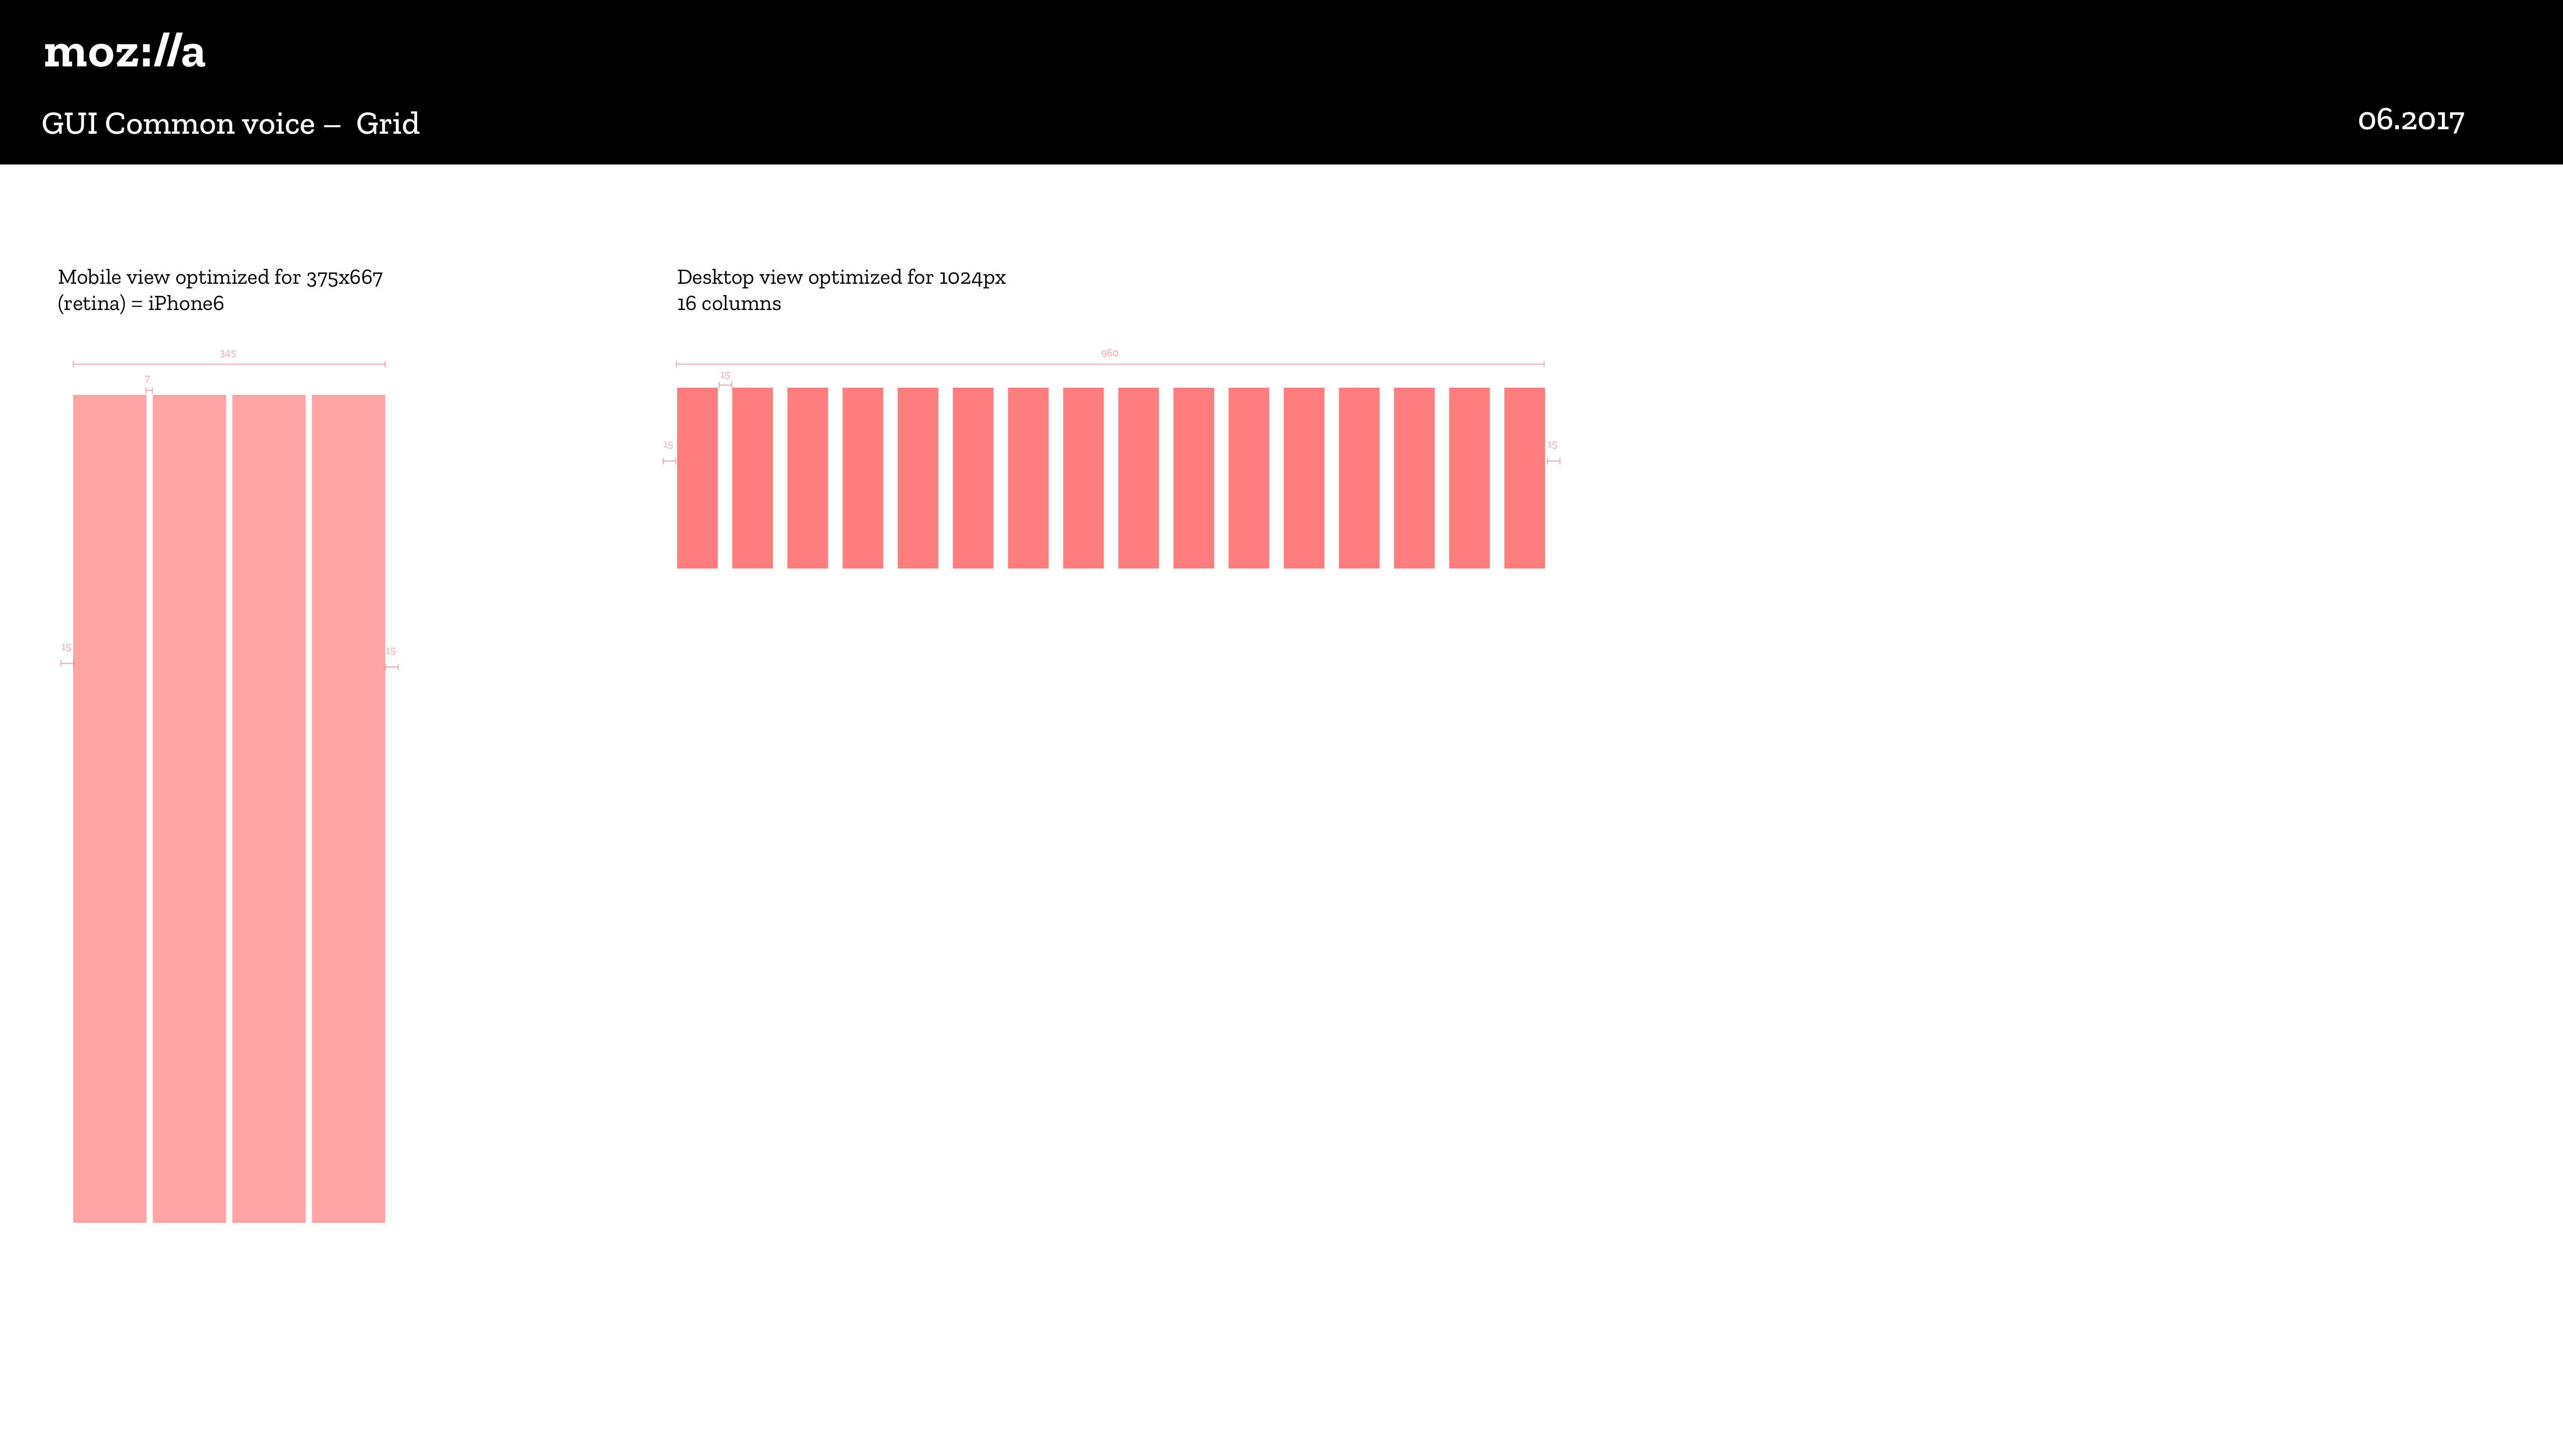 moz://a
GUI Common voice – Grid
06.2017
Mobile view optimized for 375x667
(retina) = iPhone6
345
7
15
15
Desktop view optimized for 1024px
16 columns
960
15
15
15